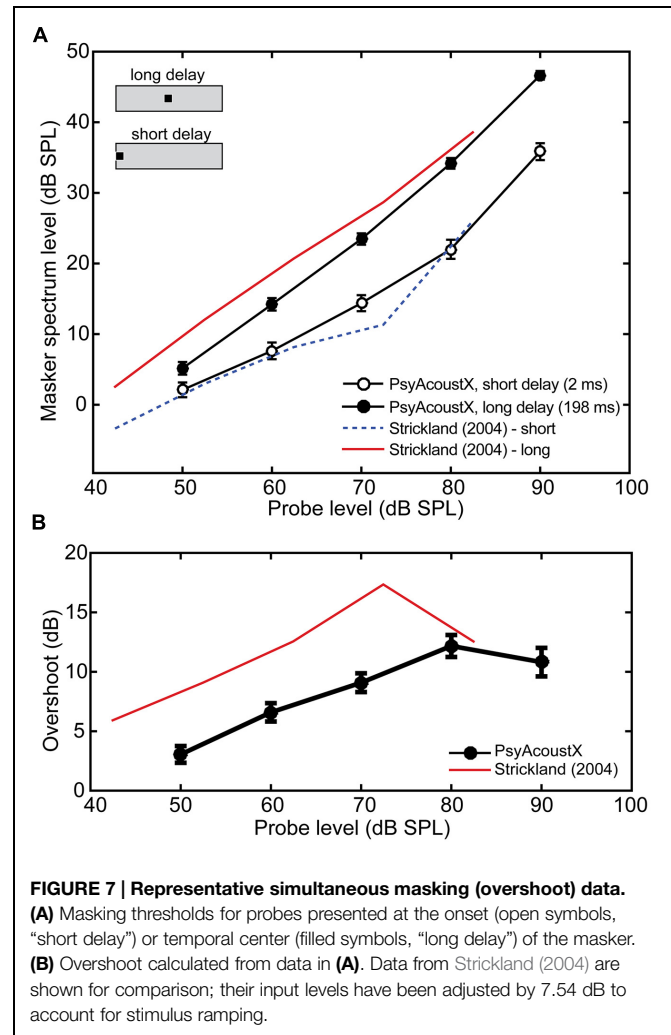 A
50
40
30
20
10
0
Masker spectrum level (dB SPL)
long delay
short delay
PsyAcoustX, short delay (2 ms)
PsyAcoustX, long delay (198 ms)
Strickland (2004) - short
Strickland (2004) - long
40 50 60 70 80 90 100
Probe level (dB SPL)
B
20
15
10
5
0
Overshoot (dB)
PsyAcoustX
Strickland (2004)
40 50 60 70 80 90 100
Probe level (dB SPL)
FIGURE 7 | Representative simultaneous masking (overshoot) data.
(A) Masking thresholds for probes presented at the onset (open symbols,
“short delay”) or temporal center (filled symbols, “long delay”) of the masker.
(B) Overshoot calculated from data in (A). Data from Strickland (2004) are
shown for comparison; their input levels have been adjusted by 7.54 dB to
account for stimulus ramping.